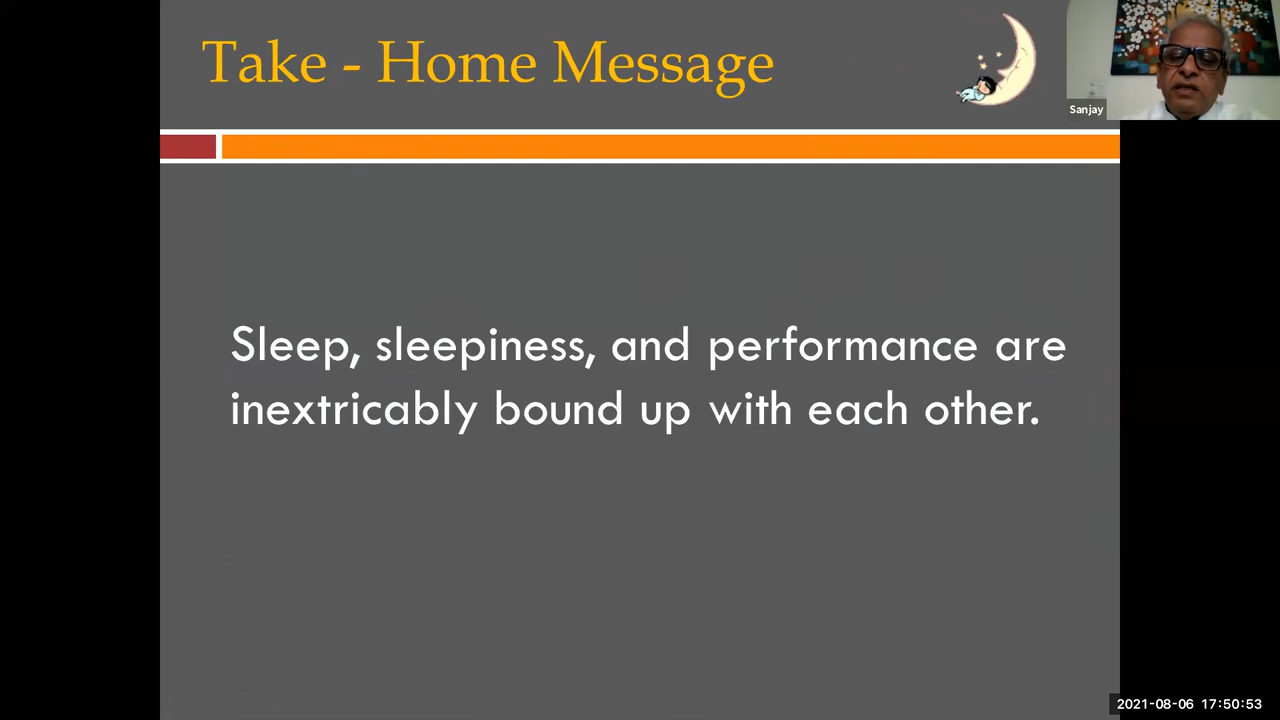 Take - Home Message
Sanjay
Sleep, sleepiness, and performance are
inextricably bound up with each other.
2021-08-06 17:50:53